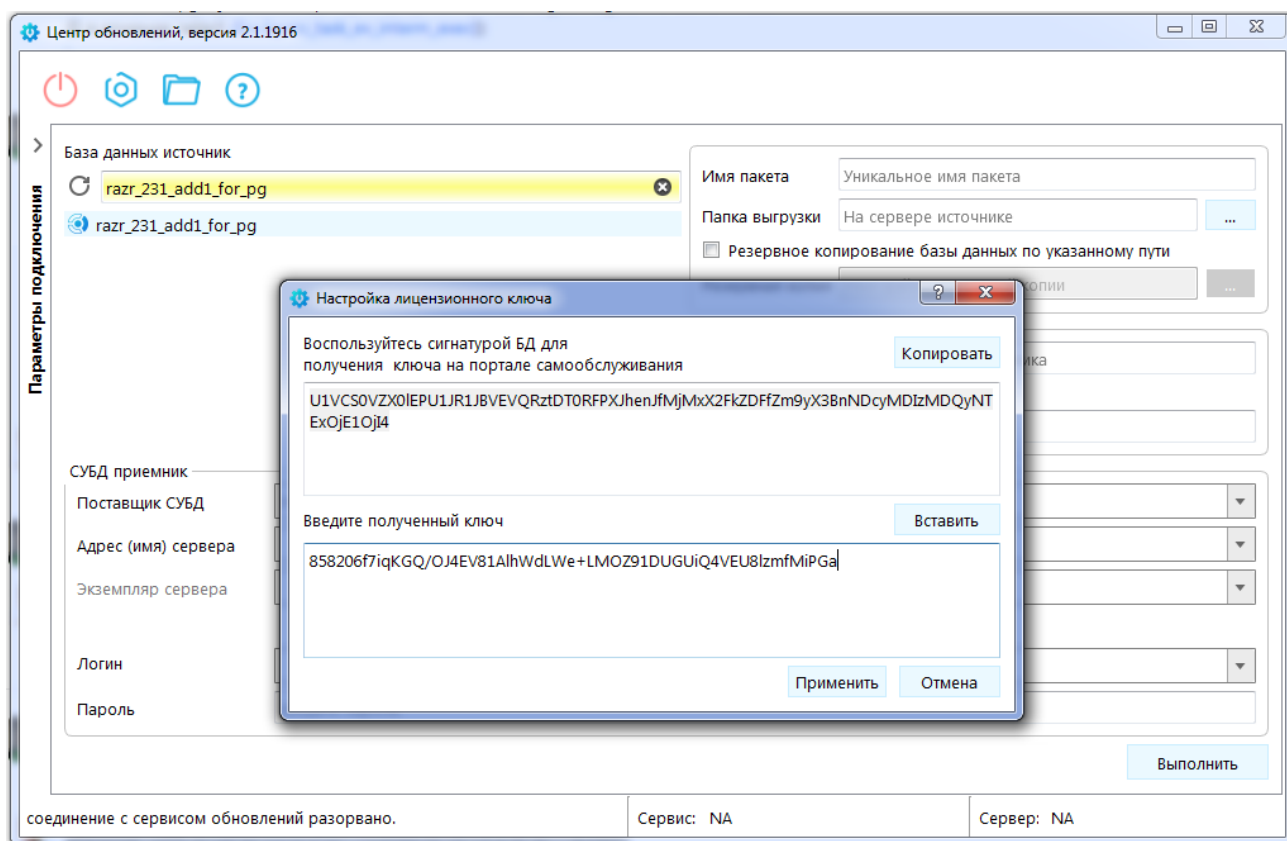 Центр обновлений, версия 2.1.1916
База данных источник
razr_231_add1_for_pg
razr_231_add1_for_pg
Параметры подключения
Имя пакета
Уникальное имя пакета
Папка выгрузки
На сервере источнике
...
Резервное копирование базы данных по указанному пути
копии
...
Настройка лицензионного ключа
Воспользуйтесь сигнатурой БД для
получения ключа на портале самообслуживания
Копировать
U1VCS0VZX0lEPU1JR1JBVEVQRztDT0RFPXJhenJfMjMxX2FkZDFfZm9yX3BnNDcyMDIzMDQyNT
ExOjE1OjI4
Введите полученный ключ
Вставить
858206f7iqKGQ/OJ4EV81AlhWdLWe+LMOZ91DUGUiQ4VEU8lzmfMiPGa
Применить
Отмена
СУБД приемник
Поставщик СУБД
Адрес (имя) сервера
Экземпляр сервера
Логин
Пароль
Выполнить
соединение с сервисом обновлений разорвано.
Сервис: NA
Сервер: NA